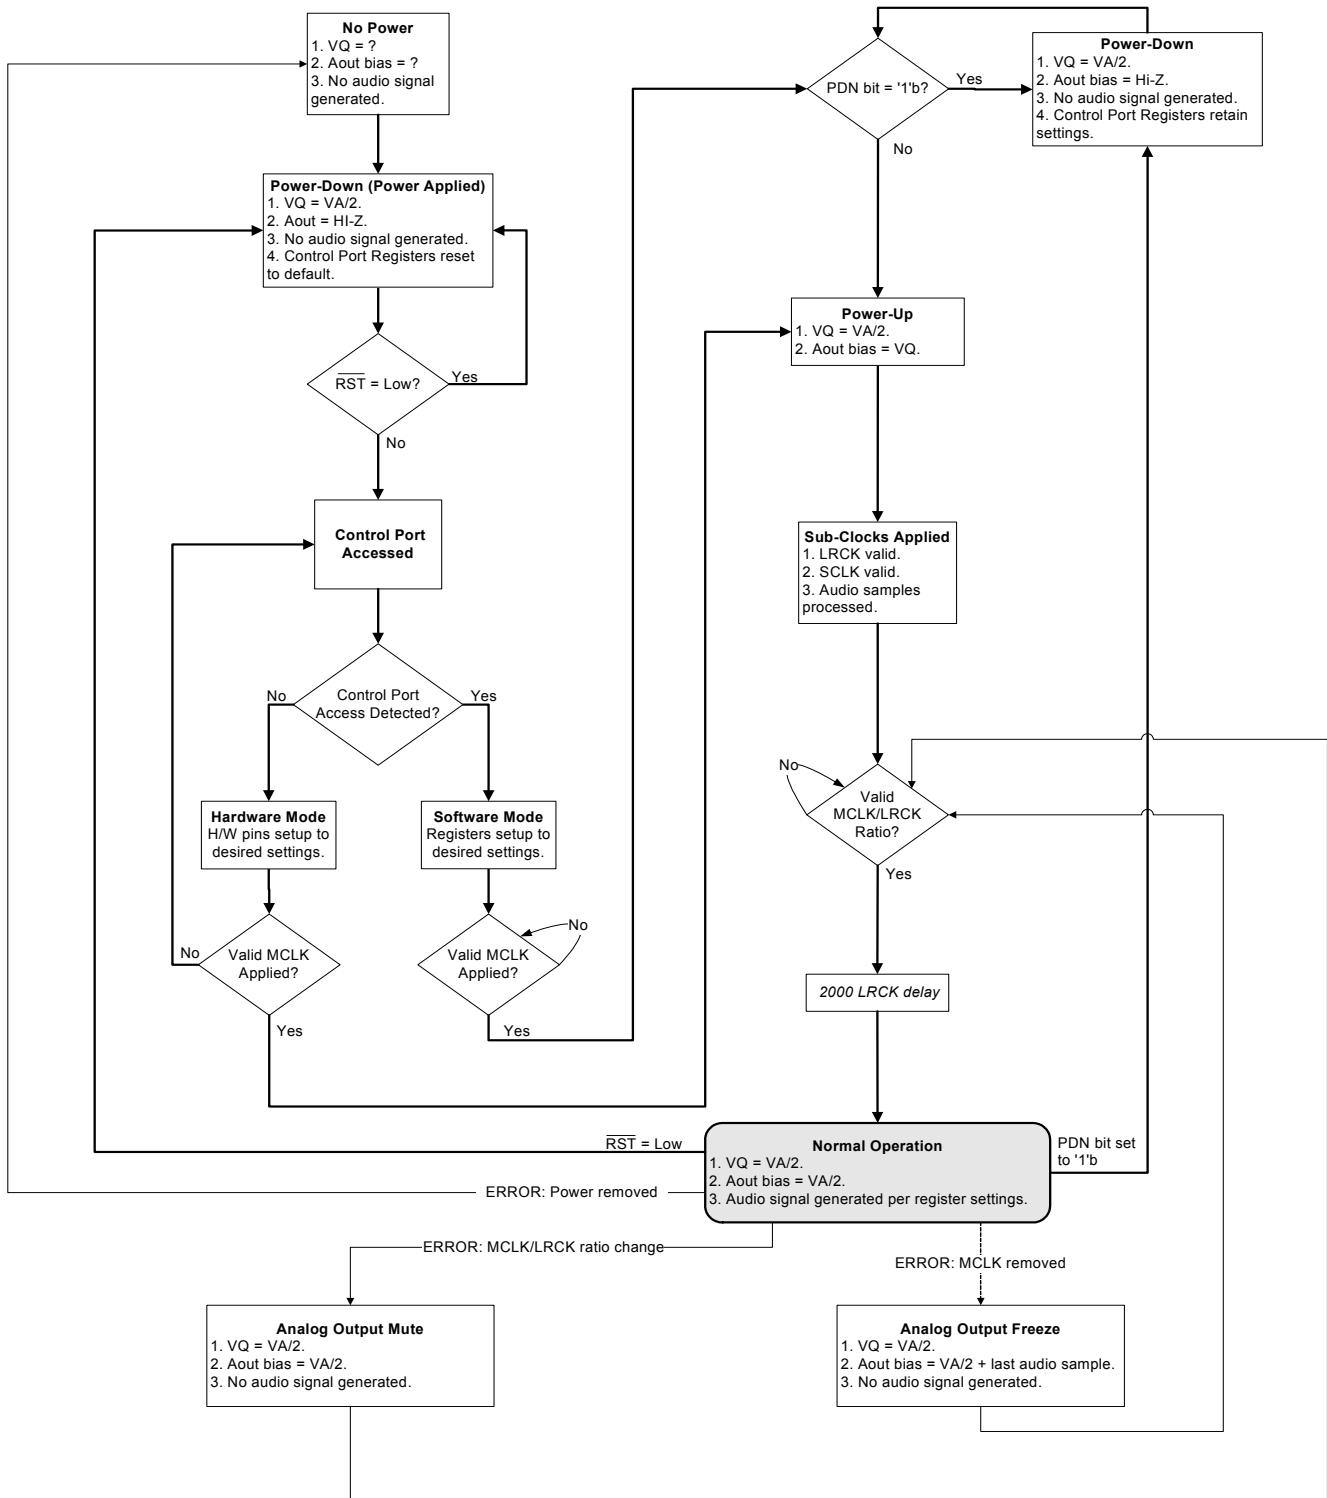 No Power
1. VQ = ?
2. Aout bias = ?
3. No audio signal
generated.
Power-Down (Power Applied)
1. VQ = VA/2.
2. Aout = HI-Z.
3. No audio signal generated.
4. Control Port Registers reset
to default.
RST = Low?
Yes
No
Control Port
Accessed
Control Port
Access Detected?
No
Yes
Hardware Mode
H/W pins setup to
desired settings.
Software Mode
Registers setup to
desired settings.
Valid MCLK
Applied?
No
Yes
Valid MCLK
Applied?
No
Yes
PDN bit = '1'b?
Yes
No
Power-Down
1. VQ = VA/2.
2. Aout bias = Hi-Z.
3. No audio signal generated.
4. Control Port Registers retain
settings.
Power-Up
1. VQ = VA/2.
2. Aout bias = VQ.
Sub-Clocks Applied
1. LRCK valid.
2. SCLK valid.
3. Audio samples
processed.
No
Valid
MCLK/LRCK
Ratio?
Yes
2000 LRCK delay
Normal Operation
1. VQ = VA/2.
2. Aout bias = VA/2.
3. Audio signal generated per register settings.
RST = Low
PDN bit set
to '1'b
ERROR: Power removed
ERROR: MCLK/LRCK ratio change
ERROR: MCLK removed
Analog Output Mute
1. VQ = VA/2.
2. Aout bias = VA/2.
3. No audio signal generated.
Analog Output Freeze
1. VQ = VA/2.
2. Aout bias = VA/2 + last audio sample.
3. No audio signal generated.